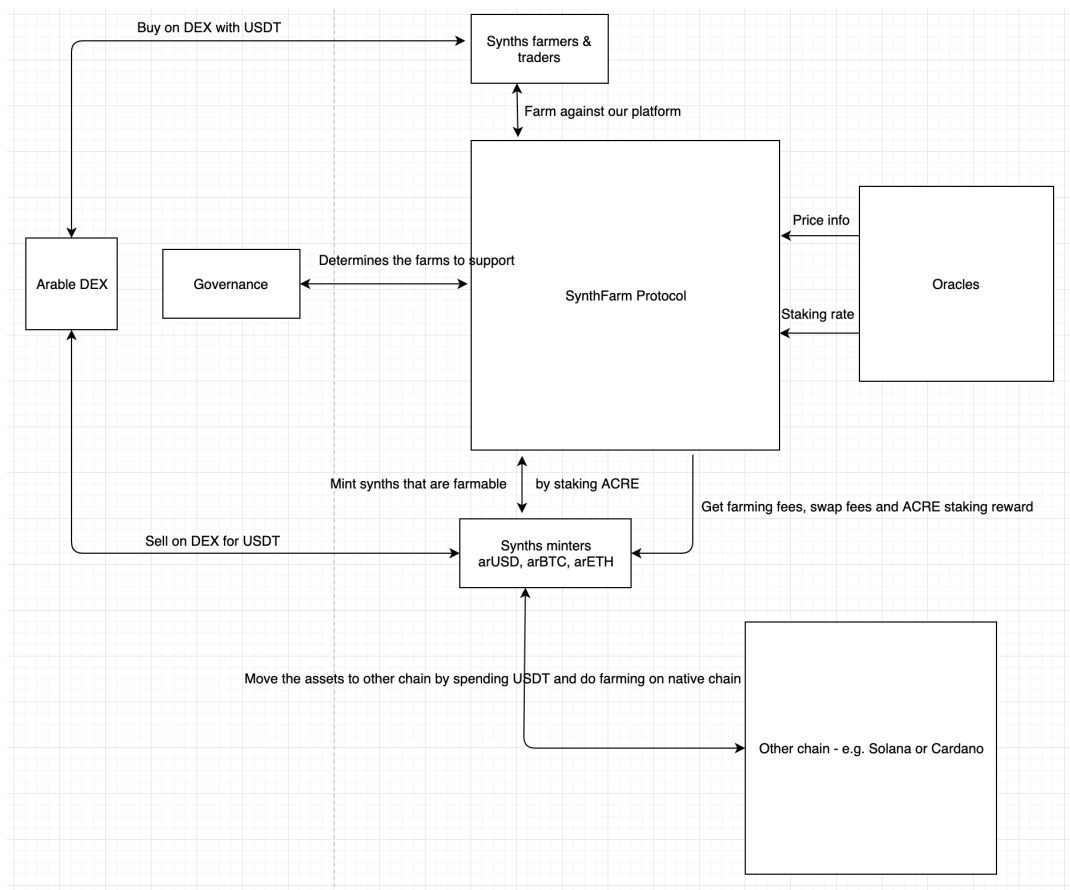 Buy on DEX with USDT
Synths farmers &
traders
Farm against our platform
Price info
Arable DEX
Governance
Determines the farms to support
SynthFarm Protocol
Oracles
Staking rate
Mint synths that are farmable
by staking ACRE
Get farming fees, swap fees and ACRE staking reward
Sell on DEX for USDT
Synths minters
arUSD, arBTC, arETH
Move the assets to other chain by spending USDT and do farming on native chain
Other chain - e.g. Solana or Cardano